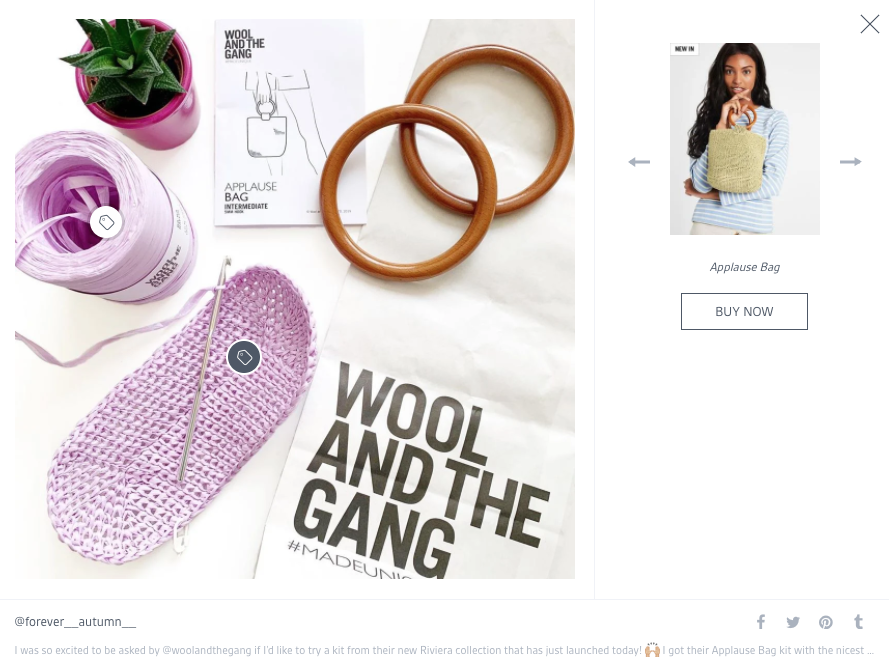 WOOL
AND THE
GANG
APPLAUSE
BAG
INTERMEDIATE
WOOL
AND THE
GANG
#MADEUNI
NEW IN
Applause Bag
BUY NOW
@forever__autumn__
I was so excited to be asked by @woolandthegang if I'd like to try a kit from their new Riviera collection that has just launched today! 🙌🏼 I got their Applause Bag kit with the nicest ...